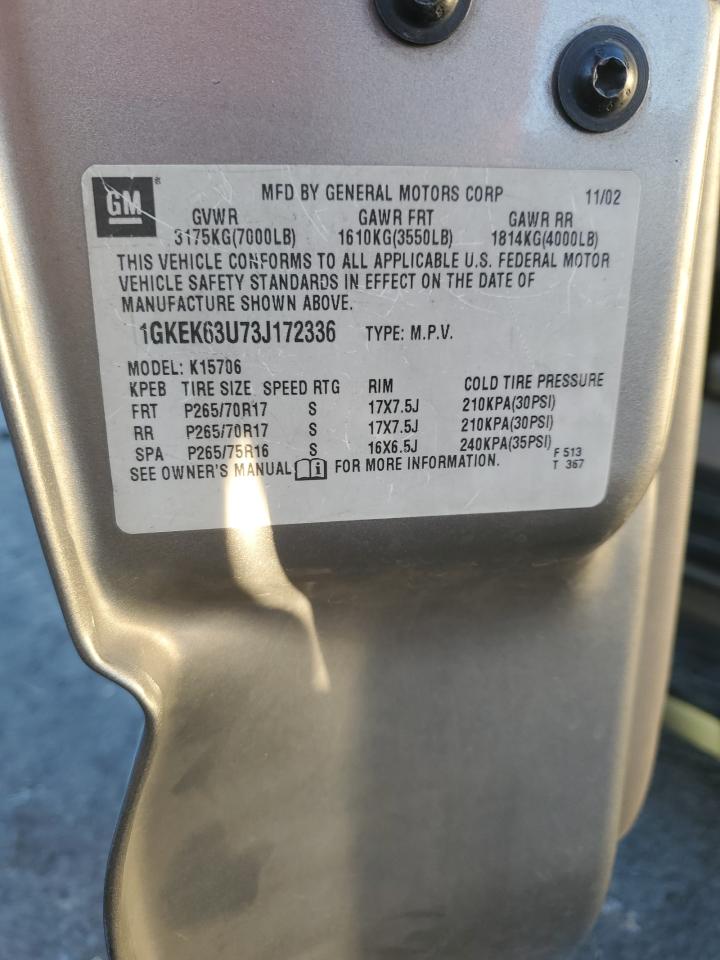 GM® MFD BY GENERAL MOTORS CORP 11/02
GVWR GAWR FRT GAWR RR
3175KG(7000LB) 1610KG(3550LB) 1814KG(4000LB)
THIS VEHICLE CONFORMS TO ALL APPLICABLE U.S. FEDERAL MOTOR
VEHICLE SAFETY STANDARDS IN EFFECT ON THE DATE OF
MANUFACTURE SHOWN ABOVE.
1GKEK63U73J172336 TYPE: M.P.V.
MODEL: K15706
KPEB TIRE SIZE SPEED RTG RIM COLD TIRE PRESSURE
FRT P265/70R17 S 17X7.5J 210KPA(30PSI)
RR P265/70R17 S 17X7.5J 210KPA(30PSI)
SPA P265/75R16 S 16X6.5J 240KPA(35PSI)
SEE OWNER'S MANUAL i FOR MORE INFORMATION.
F 513
T 367